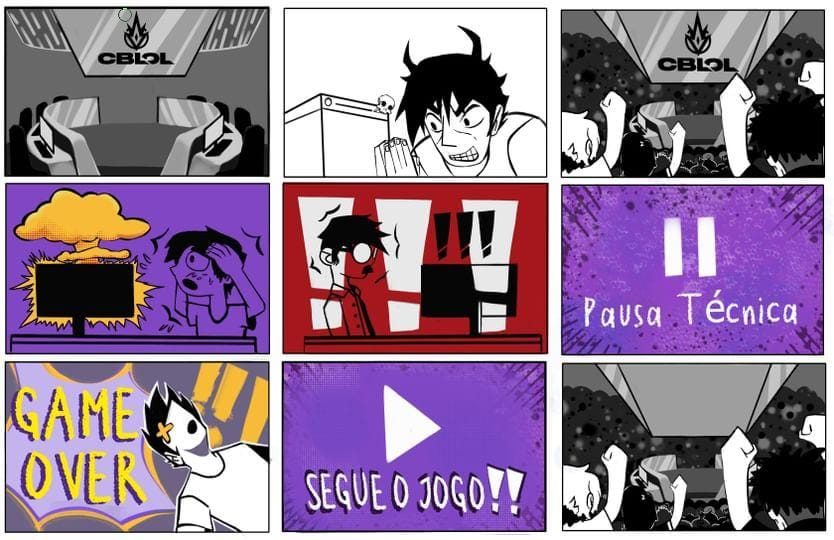 CBLOL
CBLOL
!!
Pausa Técnica
GAME
OVER
!!
SEGUE O JOGO!!